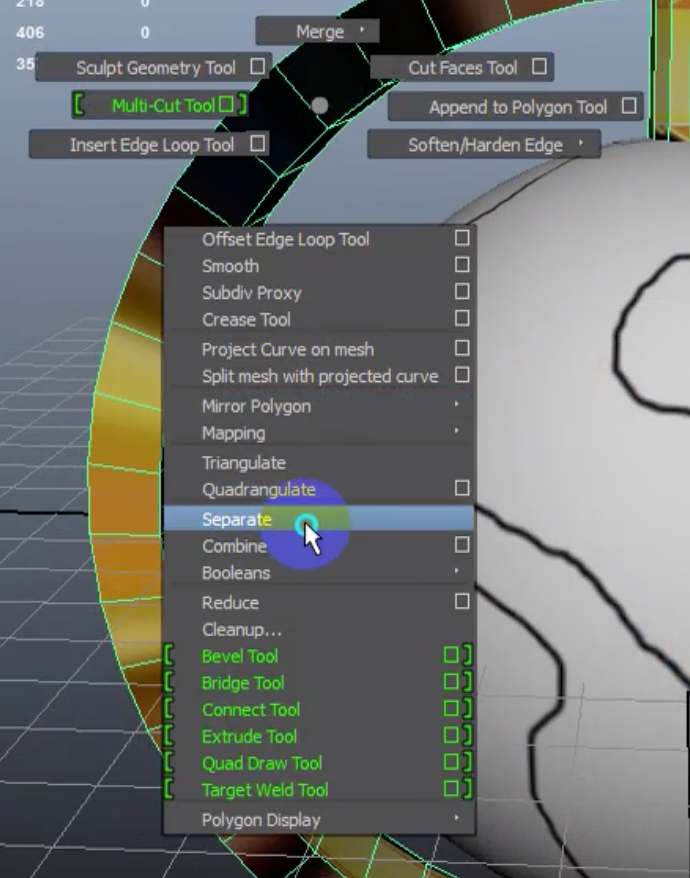 218 0
406 0
Merge
35
Sculpt Geometry Tool
Cut Faces Tool
Multi-Cut Tool
Append to Polygon Tool
Insert Edge Loop Tool
Soften/Harden Edge
Offset Edge Loop Tool
Smooth
Subdiv Proxy
Crease Tool
Project Curve on mesh
Split mesh with projected curve
Mirror Polygon
Mapping
Triangulate
Quadrangulate
Separate
Combine
Booleans
Reduce
Cleanup...
Bevel Tool
Bridge Tool
Connect Tool
Extrude Tool
Quad Draw Tool
Target Weld Tool
Polygon Display